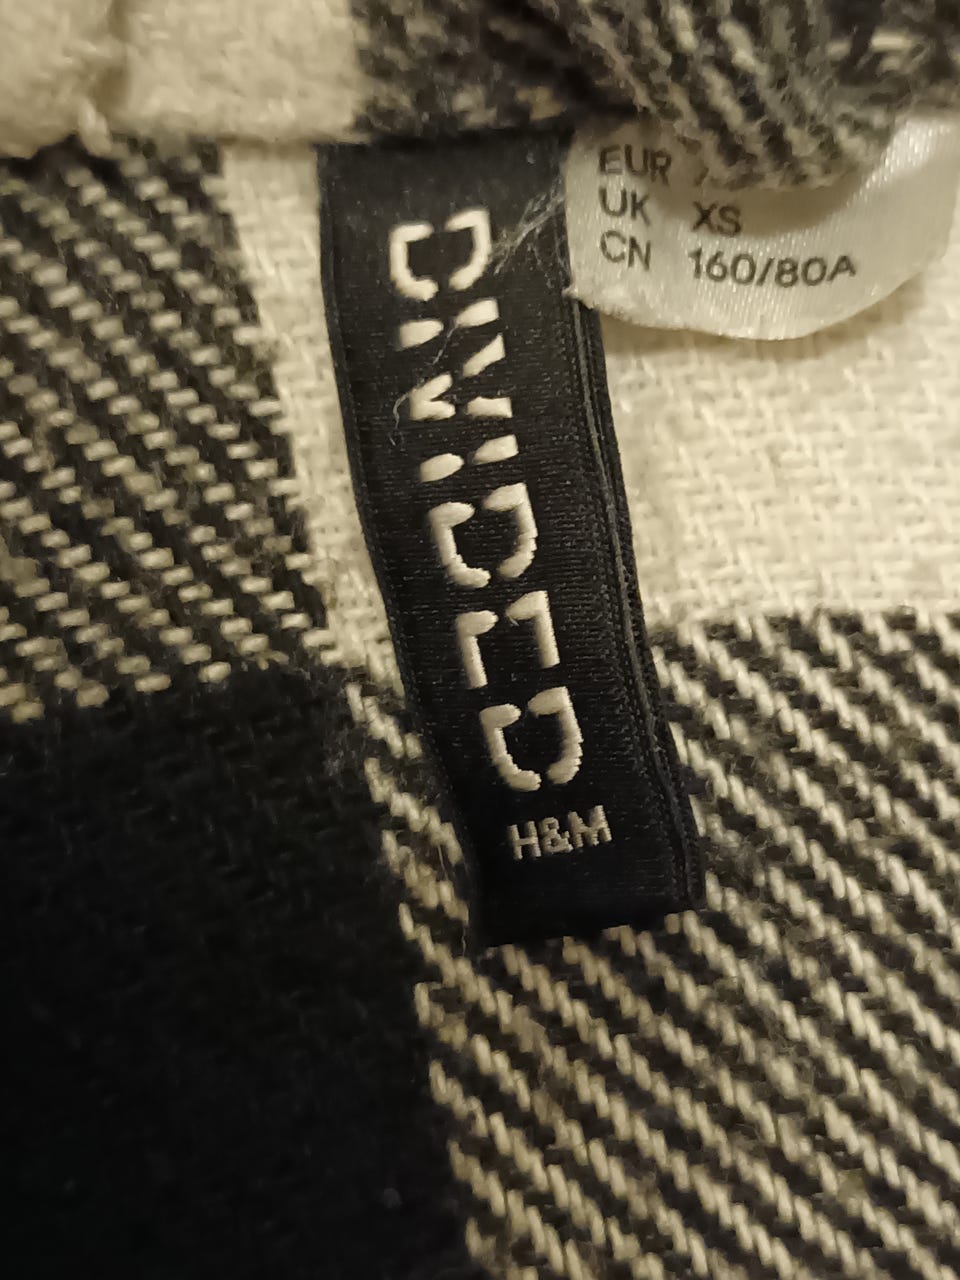 DIVIDED
H&M
EUR
UK XS
CN 160/80A